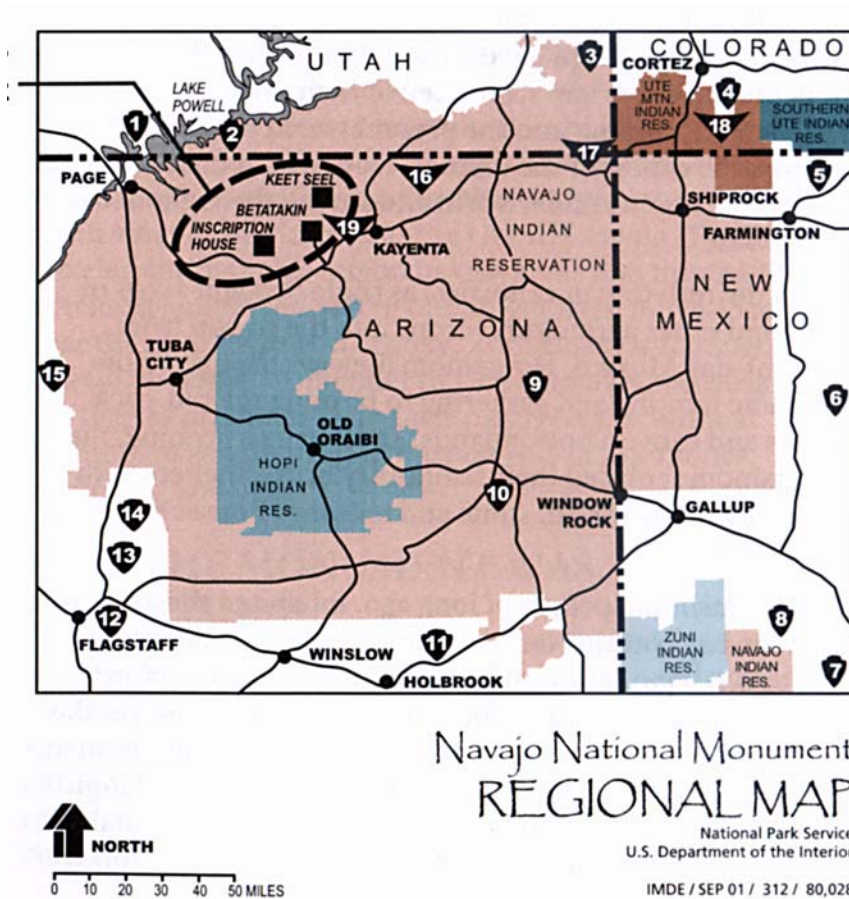 UTAH
COLORADO
CORTEZ
3
4
LAKE
POWELL
UTE
MTN.
INDIAN
RES.
18
SOUTHERN
UTE INDIAN
RES.
1
2
17
5
PAGE
KEET SEEL
16
NAVAJO
INDIAN
RESERVATION
SHIPROCK
FARMINGTON
BETATAKIN
INSCRIPTION
HOUSE
19
KAYENTA
NEW
MEXICO
ARIZONA
TUBA
CITY
15
9
6
OLD
ORAIBI
HOPI
INDIAN
RES.
10
WINDOW
ROCK
GALLUP
14
13
12
FLAGSTAFF
11
WINSLOW
HOLBROOK
ZUNI
INDIAN
RES.
8
NAVAJO
INDIAN
RES.
7
Navajo National Monument
REGIONAL MAP
National Park Service
U.S. Department of the Interior
NORTH
0 10 20 30 40 50 MILES
IMDE / SEP 01 / 312 / 80,028